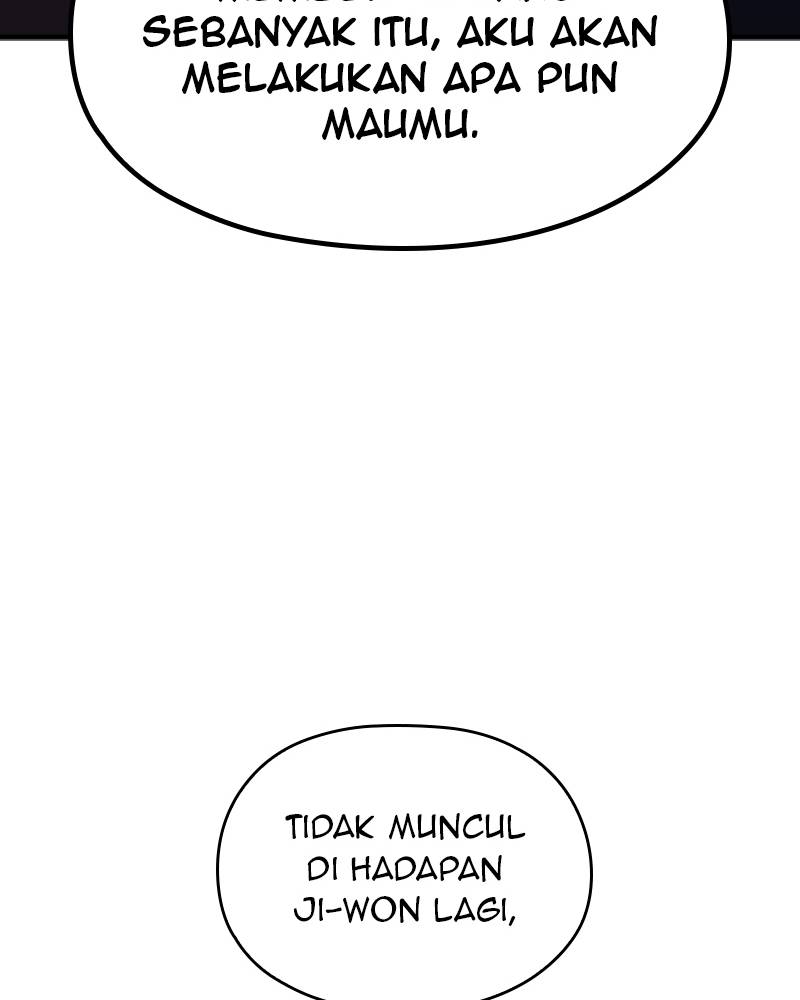 SEBANYAK ITU, AKU AKAN
MELAKUKAN APA PUN
MAUMU.
TIDAK MUNCUL
DI HADAPAN
JI-WON LAGI,